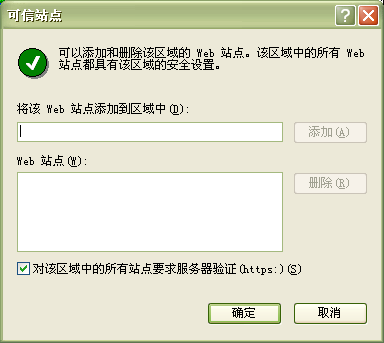 可信站点
可以添加和删除该区域的 Web 站点。该区域中的所有 Web
站点都具有该区域的安全设置。
将该 Web 站点添加到区域中(D):
添加(A)
Web 站点(W):
删除(R)
对该区域中的所有站点要求服务器验证(https:)(S)
确定
取消